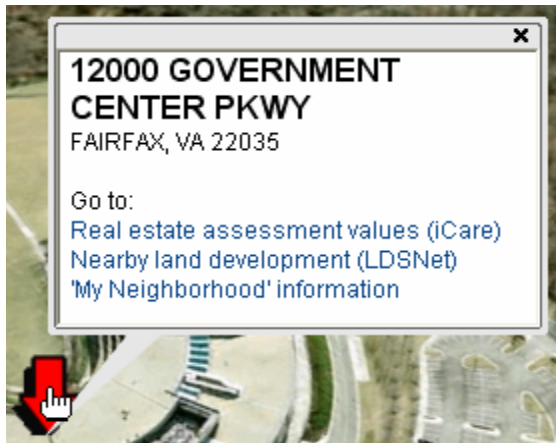 12000 GOVERNMENT
CENTER PKWY
FAIRFAX, VA 22035
Go to:
Real estate assessment values (iCare)
Nearby land development (LDSNet)
'My Neighborhood' information